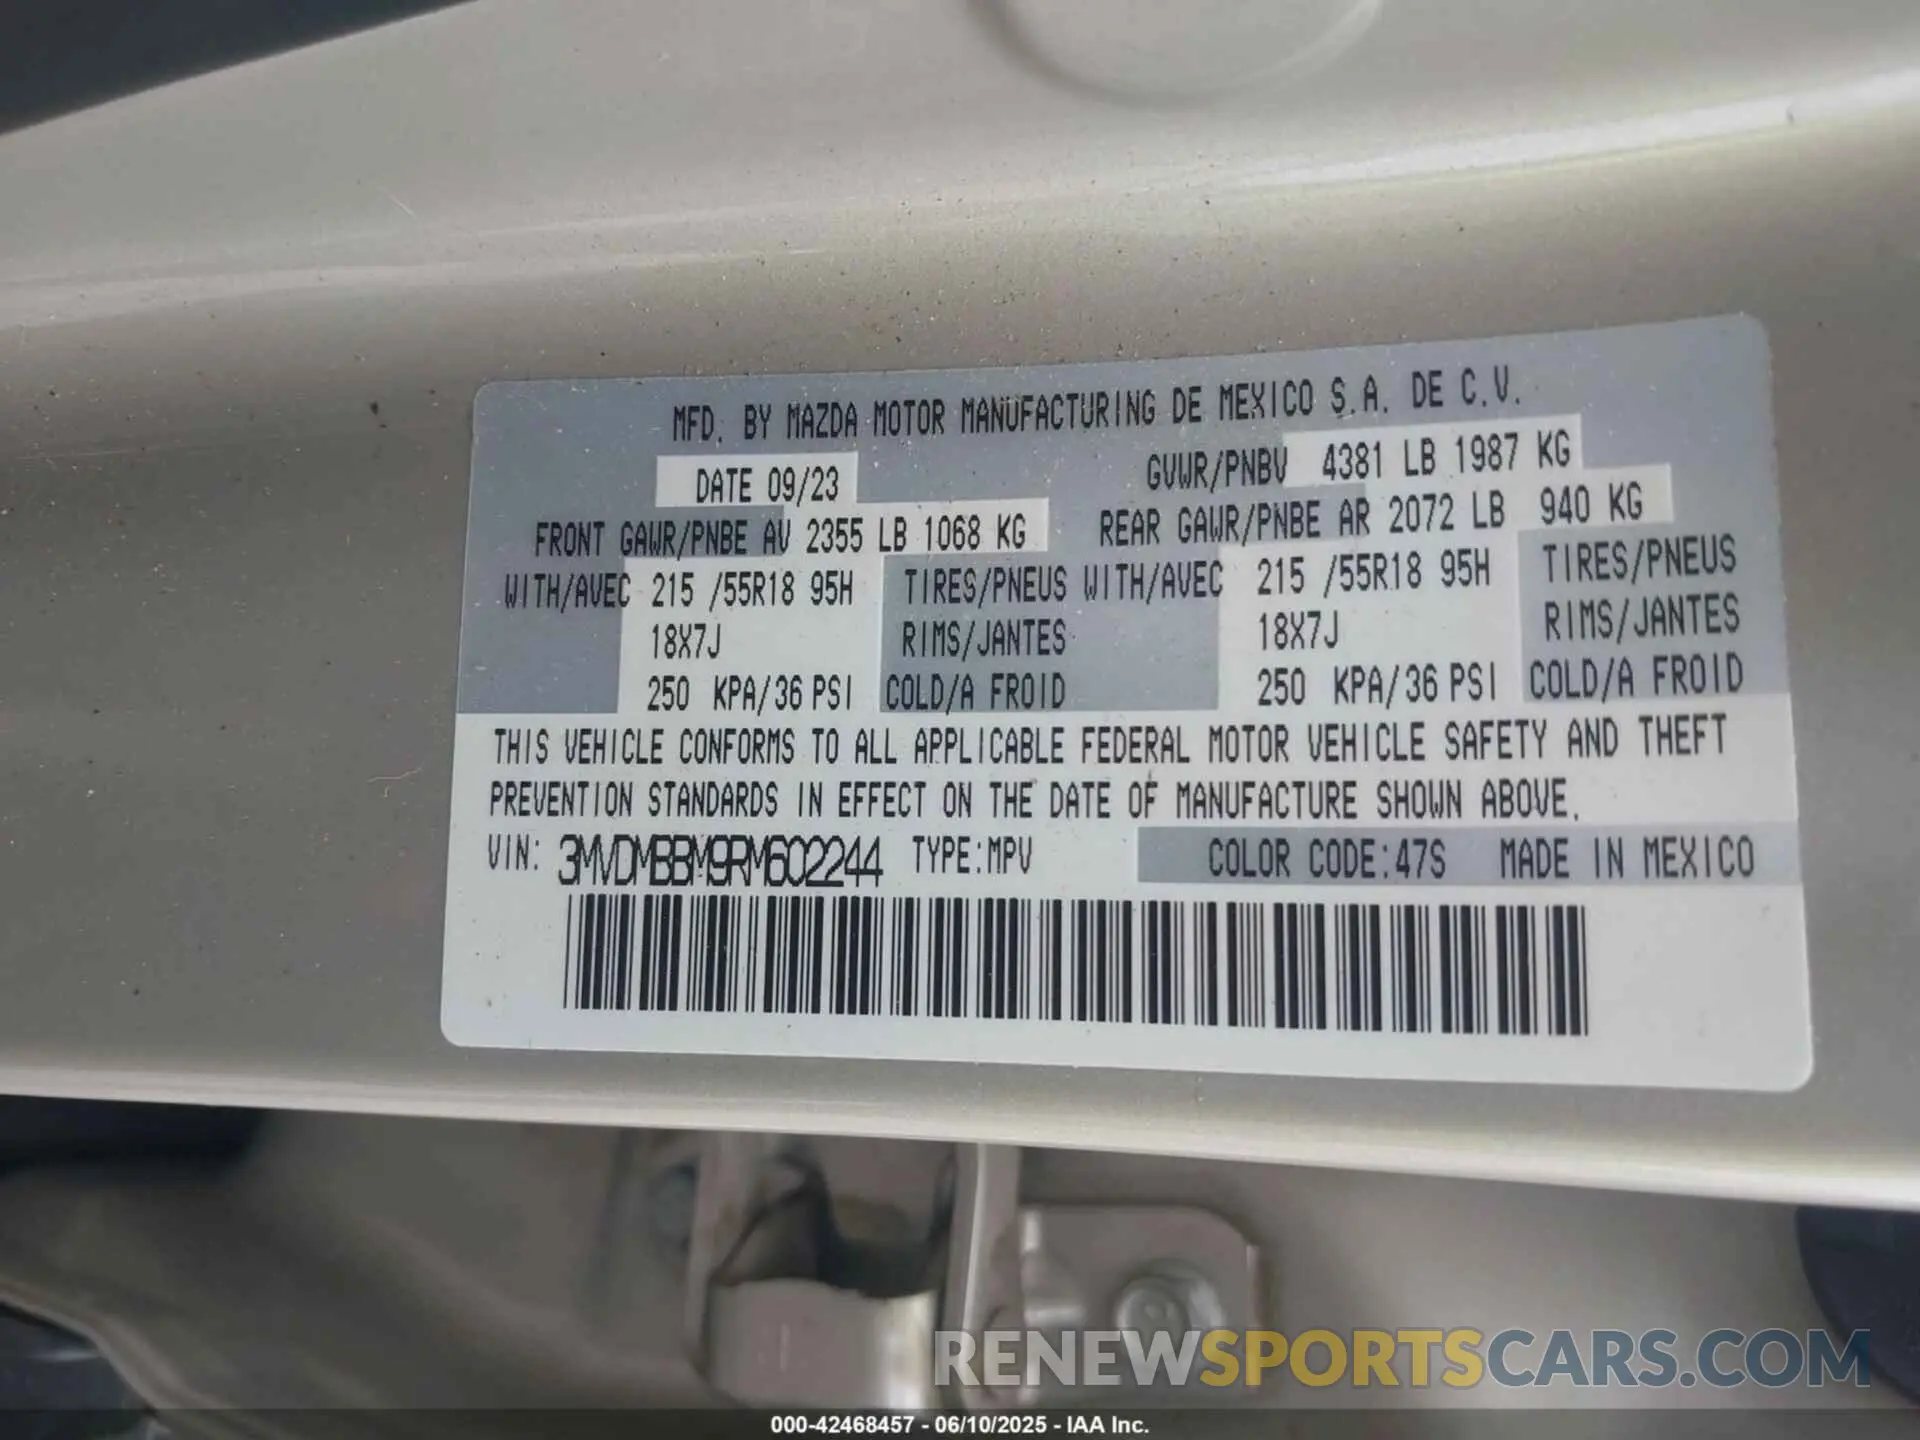 MFD. BY MAZDA MOTOR MANUFACTURING DE MEXICO S.A. DE C.V.
DATE 09/23 GVWR/PNBV 4381 LB 1987 KG
FRONT GAWR/PNBE AV 2355 LB 1068 KG REAR GAWR/PNBE AR 2072 LB 940 KG
WITH/AVEC 215 /55R18 95H TIRES/PNEUS WITH/AVEC 215 /55R18 95H TIRES/PNEUS
18X7J RIMS/JANTES 18X7J RIMS/JANTES
250 KPA/36 PSI COLD/A FROID 250 KPA/36 PSI COLD/A FROID
THIS VEHICLE CONFORMS TO ALL APPLICABLE FEDERAL MOTOR VEHICLE SAFETY AND THEFT
PREVENTION STANDARDS IN EFFECT ON THE DATE OF MANUFACTURE SHOWN ABOVE.
VIN: 3MVDMBBM9RM602244 TYPE:MPV COLOR CODE:47S MADE IN MEXICO
RENEWSPORTSCARS.COM
000-42468457 - 06/10/2025 - IAA Inc.